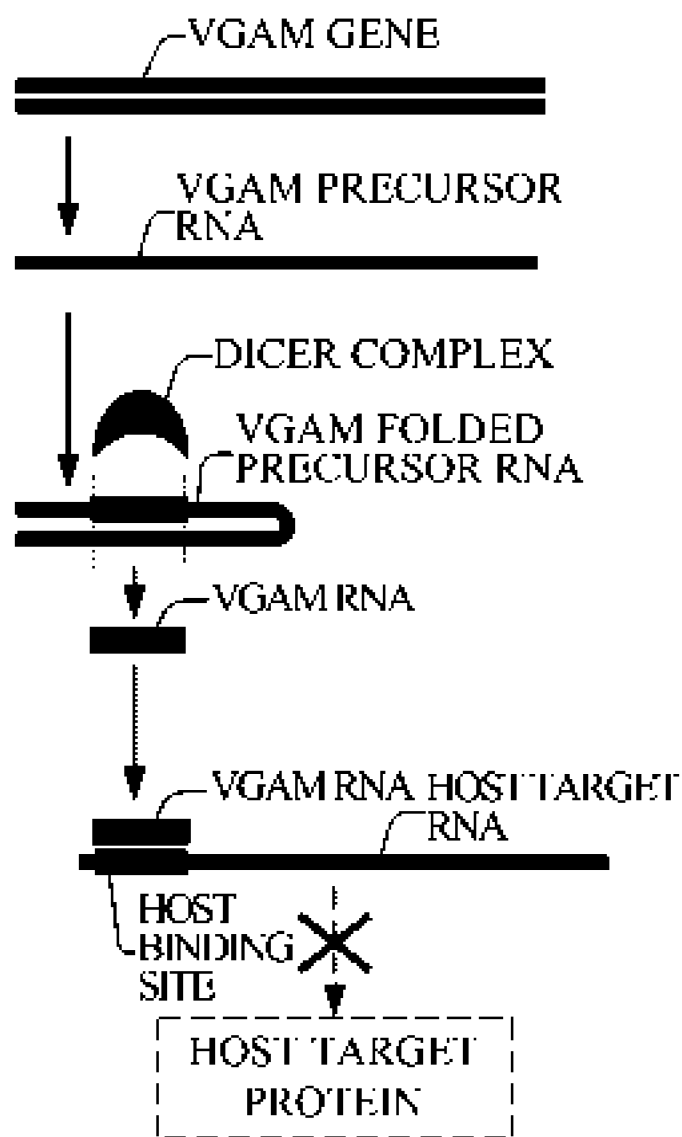 VGAM GENE
VGAM PRECURSOR
RNA
DICER COMPLEX
VGAM FOLDED
PRECURSOR RNA
VGAM RNA
VGAM RNA
HOST TARGET
RNA
HOST
BINDING
SITE
HOST TARGET
PROTEIN